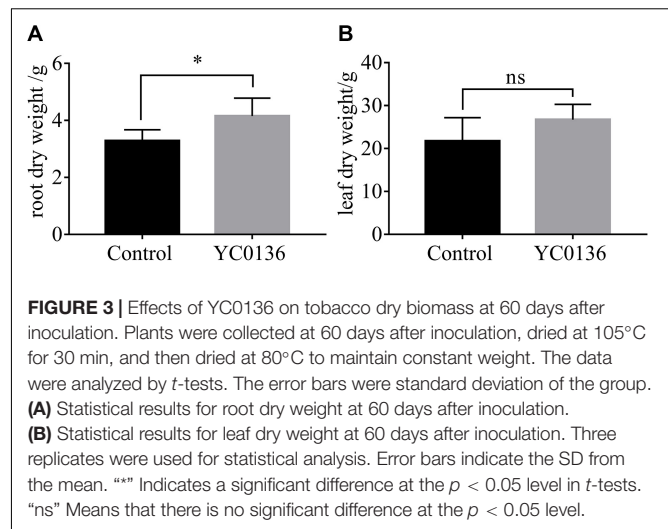 A
B
*
ns
root dry weight /g
6
4
2
0
Control
YC0136
leaf dry weight/g
40
30
20
10
0
Control
YC0136
FIGURE 3 | Effects of YC0136 on tobacco dry biomass at 60 days after
inoculation. Plants were collected at 60 days after inoculation, dried at 105°C
for 30 min, and then dried at 80°C to maintain constant weight. The data
were analyzed by t-tests. The error bars were standard deviation of the group.
(A) Statistical results for root dry weight at 60 days after inoculation.
(B) Statistical results for leaf dry weight at 60 days after inoculation. Three
replicates were used for statistical analysis. Error bars indicate the SD from
the mean. “*” Indicates a significant difference at the p < 0.05 level in t-tests.
“ns” Means that there is no significant difference at the p < 0.05 level.